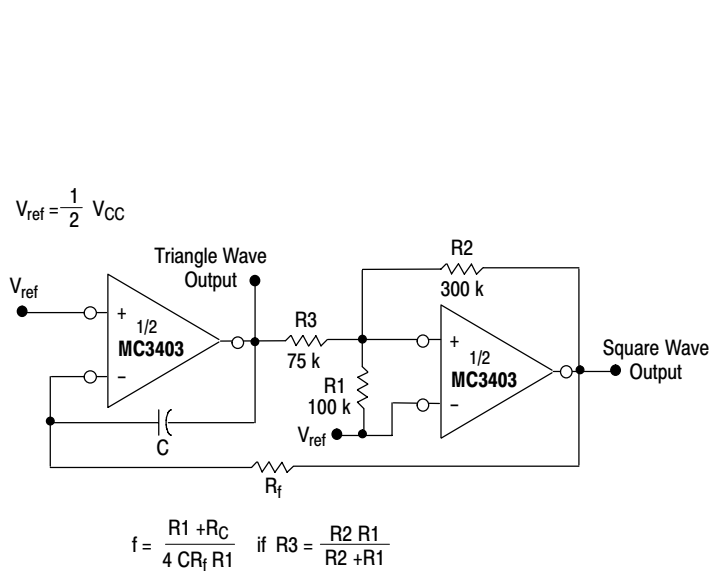 Vref = 1/2 VCC
Triangle Wave
Output
Vref
+
1/2
MC3403
−
C
R3
75 k
R1
100 k
Vref
R2
300 k
+
1/2
MC3403
−
Square Wave
Output
Rf
f = R1 +RC / 4 CRf R1 if R3 = R2 R1 / R2 +R1